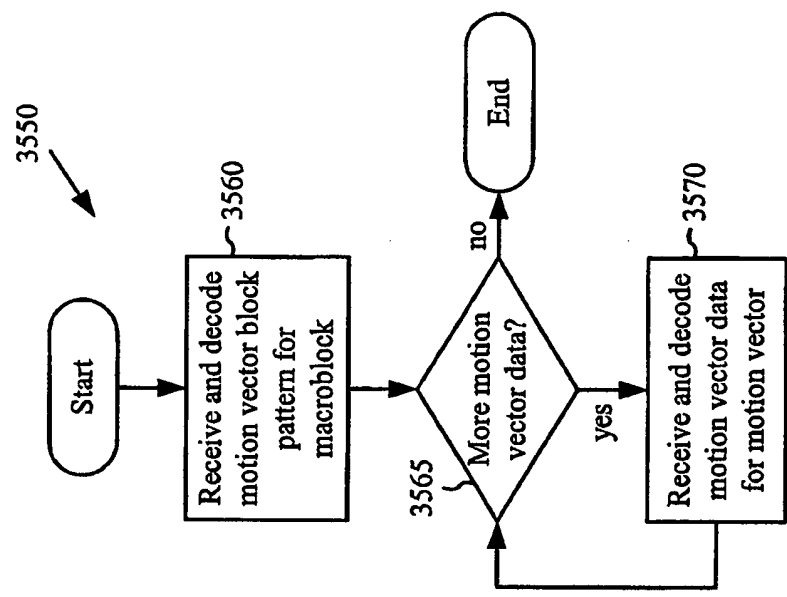 3550
Start
3560
Receive and decode
motion vector block
pattern for
macroblock
3565
More motion
vector data?
no
End
yes
3570
Receive and decode
motion vector data
for motion vector